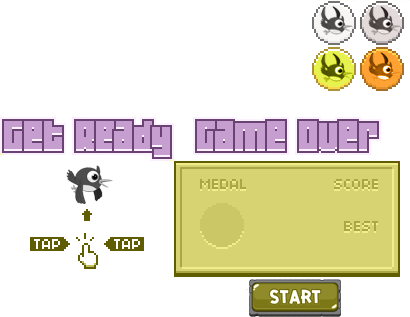 Get Ready Game Over
MEDAL SCORE
BEST
TAP TAP
START